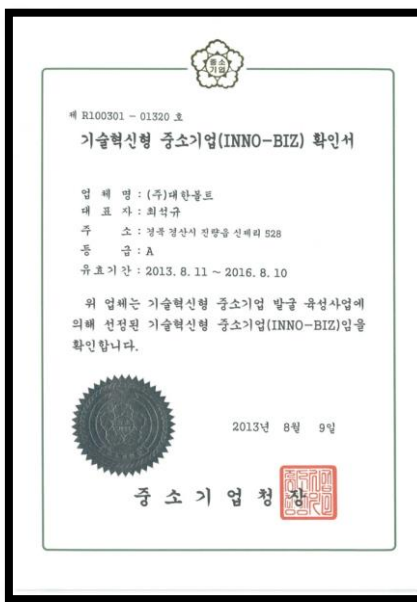 중소
기업
제 R100301 - 01320 호
기술혁신형 중소기업(INNO-BIZ) 확인서
업 체 명 : (주)대한볼트
대 표 자 : 최석규
주 소 : 경북 경산시 진량읍 신제리 528
등 급 : A
유효기간 : 2013. 8. 11 ~ 2016. 8. 10
위 업체는 기술혁신형 중소기업 발굴 육성사업에
의해 선정된 기술혁신형 중소기업(INNO-BIZ)임을
확인합니다.
2013년 8월 9일
중 소 기 업 청 장